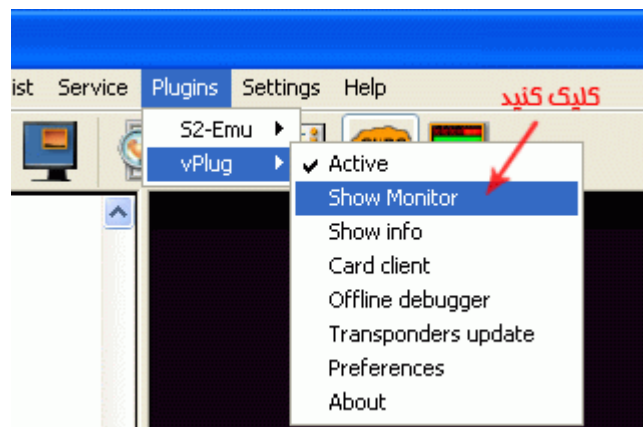 ist Service Plugins Settings Help
کلیک کنید
S2-Emu
vPlug
Active
Show Monitor
Show info
Card client
Offline debugger
Transponders update
Preferences
About